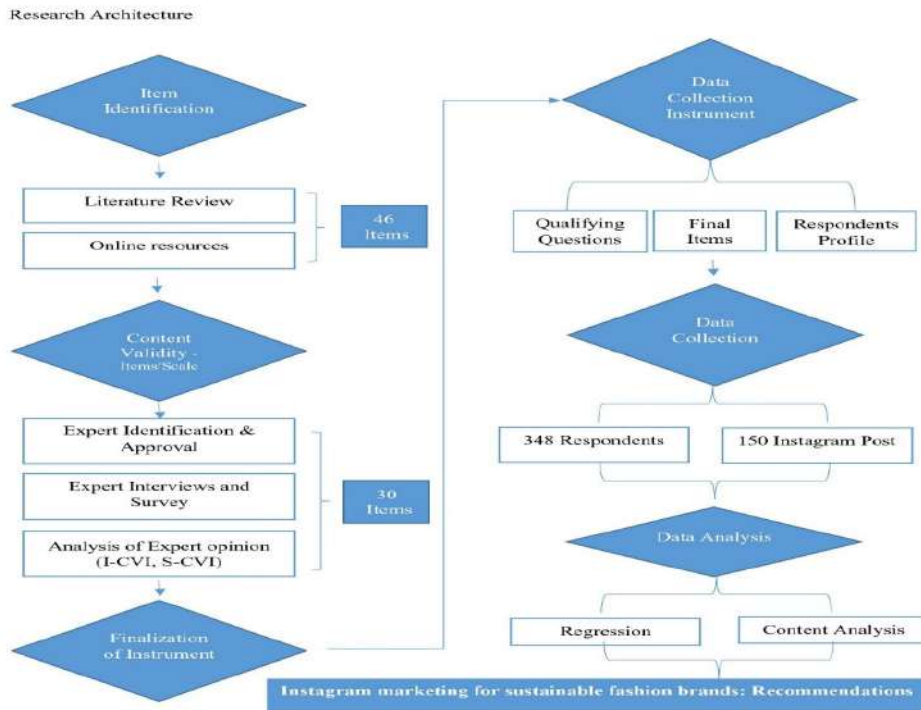 Research Architecture
Item
Identification
Literature Review
Online resources
46
Items
Content
Validity -
Items/Scale
Expert Identification &
Approval
Expert Interviews and
Survey
Analysis of Expert opinion
(I-CVI, S-CVI)
30
Items
Finalization
of Instrument
Data
Collection
Instrument
Qualifying
Questions
Final
Items
Respondents
Profile
Data
Collection
348 Respondents
150 Instagram Post
Data Analysis
Regression
Content Analysis
Instagram marketing for sustainable fashion brands: Recommendations